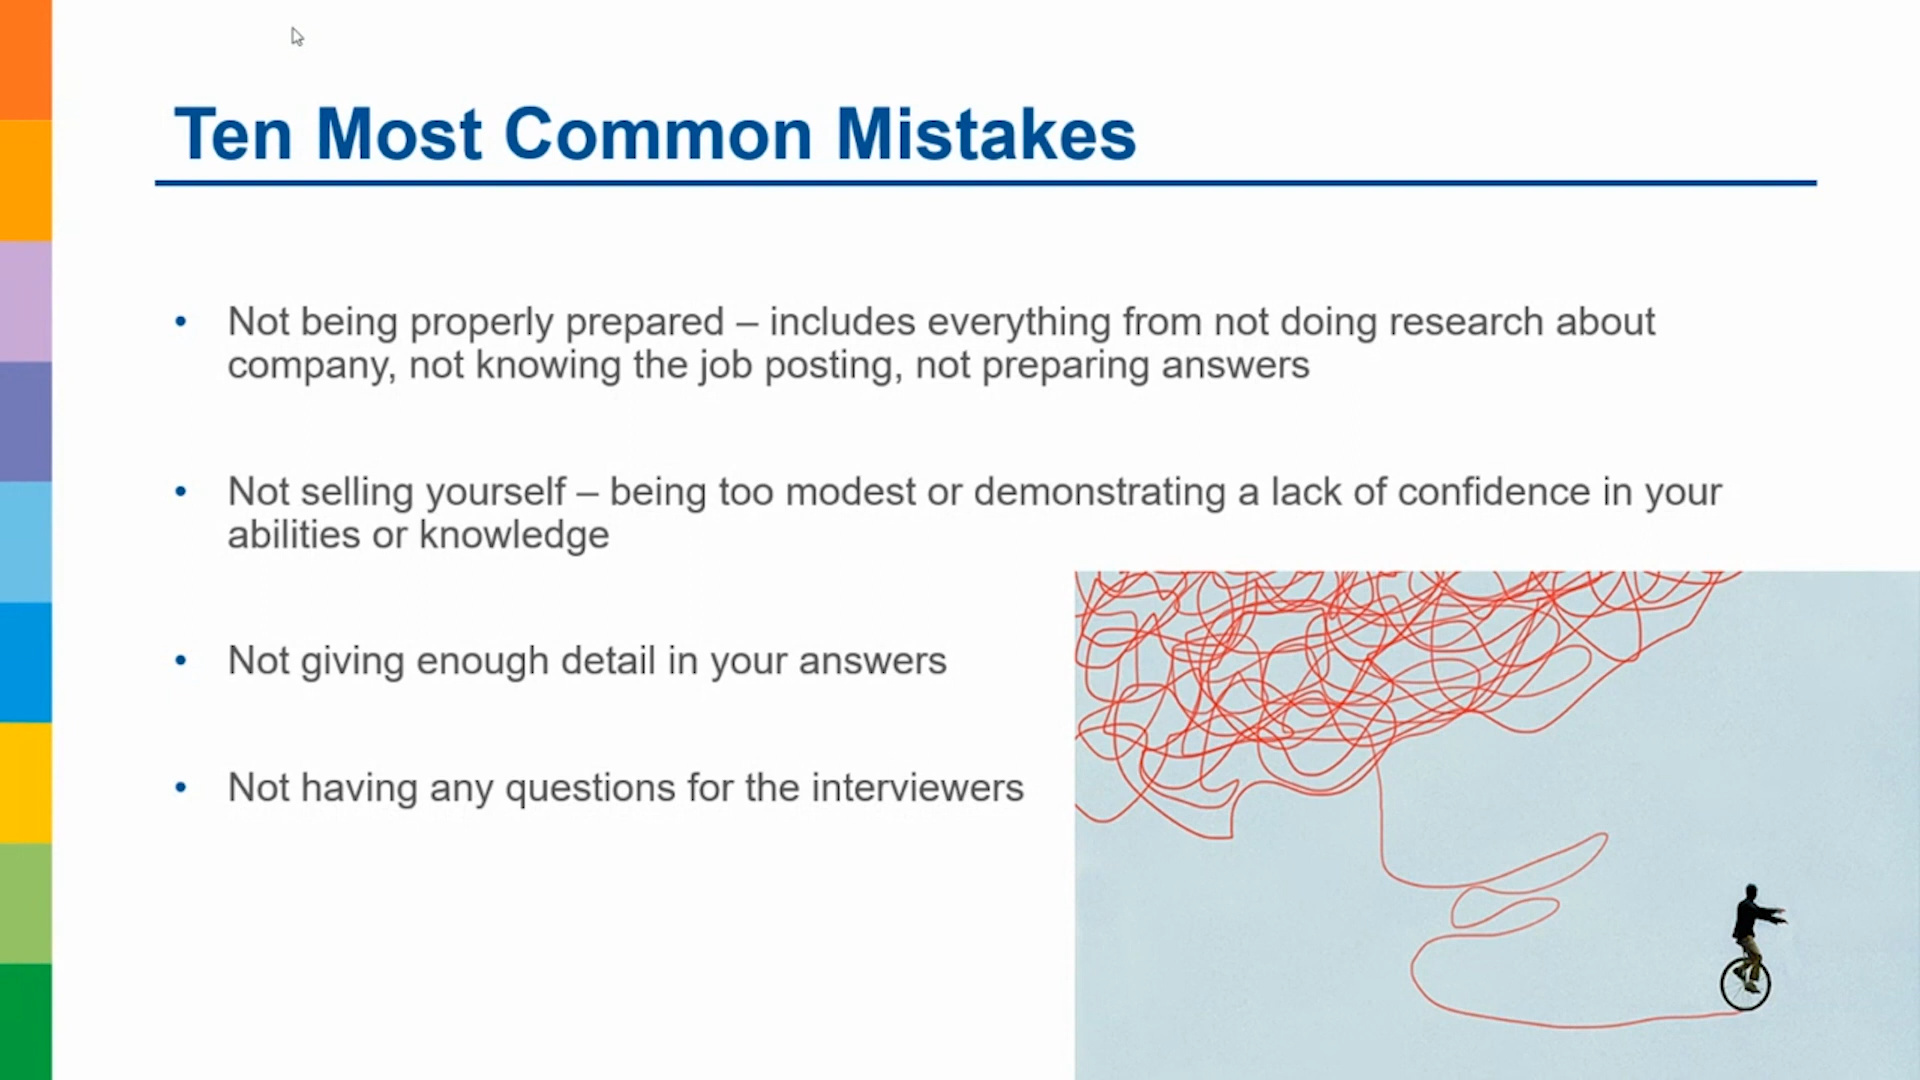 Ten Most Common Mistakes
• Not being properly prepared – includes everything from not doing research about
company, not knowing the job posting, not preparing answers
• Not selling yourself – being too modest or demonstrating a lack of confidence in your
abilities or knowledge
• Not giving enough detail in your answers
• Not having any questions for the interviewers